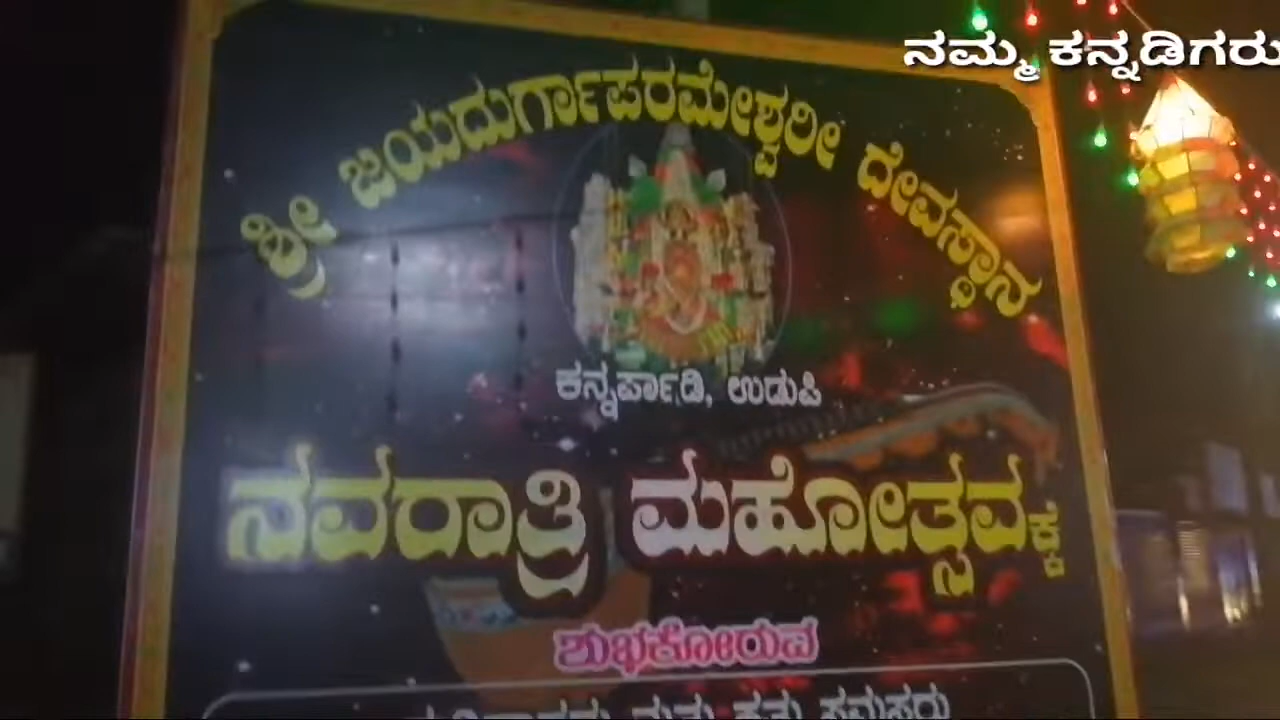 ನಮ್ಮ ಕನ್ನಡಿಗರು
ಶ್ರೀ ಜಯದುರ್ಗಾಪರಮೇಶ್ವರೀ ದೇವಸ್ಥಾನ
ಕನ್ನರ್ಪಾಡಿ, ಉಡುಪಿ
ನವರಾತ್ರಿ ಮಹೋತ್ಸವಕ್ಕೆ
ಶುಭಕೋರುವ